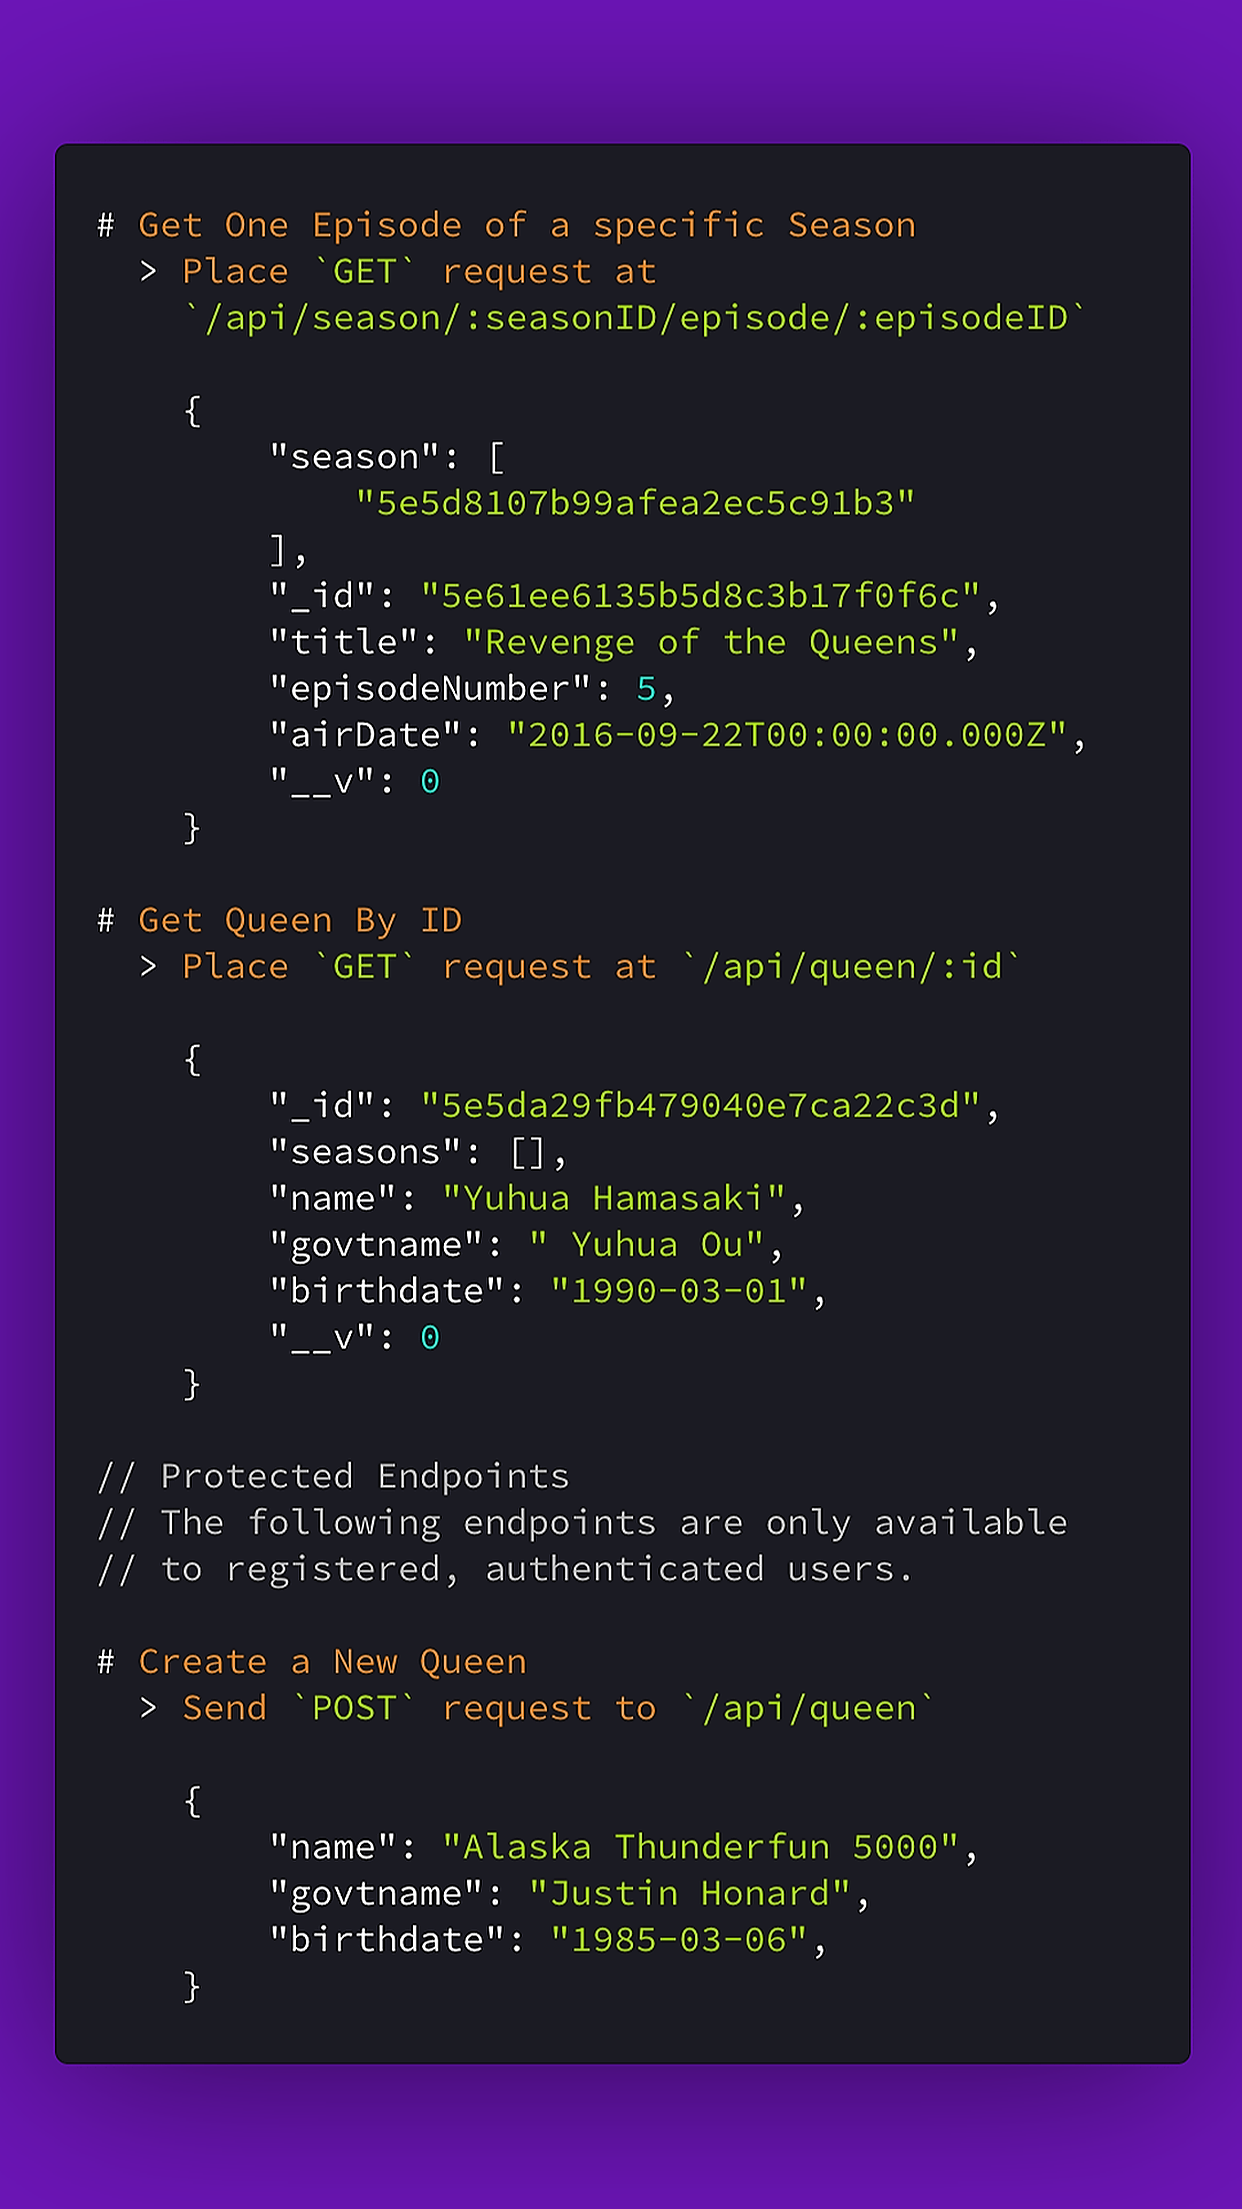 # Get One Episode of a specific Season
> Place `GET` request at
`/api/season/:seasonID/episode/:episodeID`
{
"season": [
"5e5d8107b99afea2ec5c91b3"
],
"_id": "5e61ee6135b5d8c3b17f0f6c",
"title": "Revenge of the Queens",
"episodeNumber": 5,
"airDate": "2016-09-22T00:00:00.000Z",
"__v": 0
}
# Get Queen By ID
> Place `GET` request at `/api/queen/:id`
{
"_id": "5e5da29fb479040e7ca22c3d",
"seasons": [],
"name": "Yuhua Hamasaki",
"govtname": " Yuhua Ou",
"birthdate": "1990-03-01",
"__v": 0
}
// Protected Endpoints
// The following endpoints are only available
// to registered, authenticated users.
# Create a New Queen
> Send `POST` request to `/api/queen`
{
"name": "Alaska Thunderfun 5000",
"govtname": "Justin Honard",
"birthdate": "1985-03-06",
}